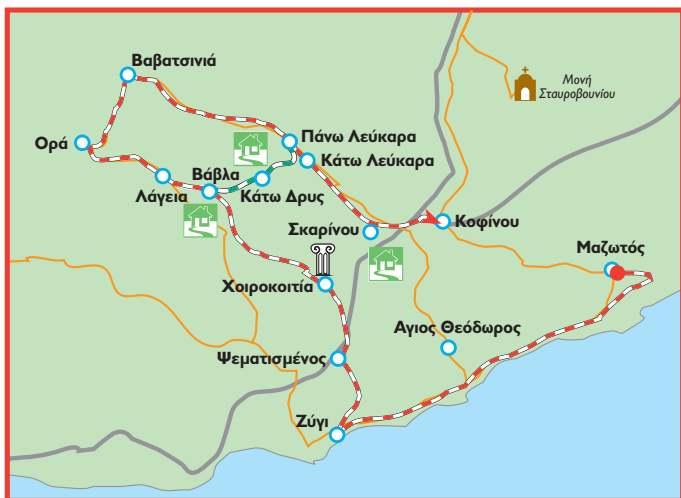 Βαβατσινιά
Μονή
Σταυροβουνίου
Ορά
Πάνω Λεύκαρα
Κάτω Λεύκαρα
Βάβλα
Λάγεια
Κάτω Δρυς
Σκαρίνου
Κοφίνου
Μαζωτός
Χοιροκοιτία
Αγιος Θεόδωρος
Ψεματισμένος
Ζύγι